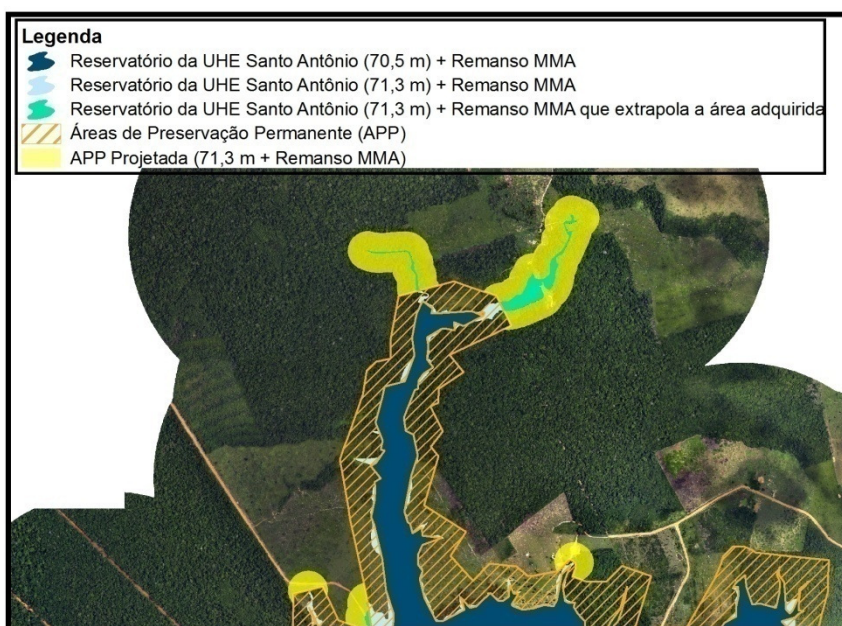 Legenda
Reservatório da UHE Santo Antônio (70,5 m) + Remanso MMA
Reservatório da UHE Santo Antônio (71,3 m) + Remanso MMA
Reservatório da UHE Santo Antônio (71,3 m) + Remanso MMA que extrapola a área adquirida
Áreas de Preservação Permanente (APP)
APP Projetada (71,3 m + Remanso MMA)